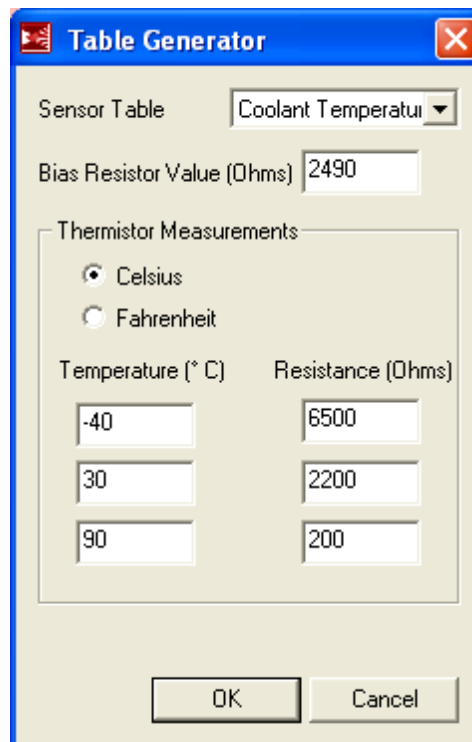 Table Generator
Sensor Table Coolant Temperatu
Bias Resistor Value (Ohms) 2490
Thermistor Measurements
Celsius
Fahrenheit
Temperature (° C) Resistance (Ohms)
-40 6500
30 2200
90 200
OK Cancel